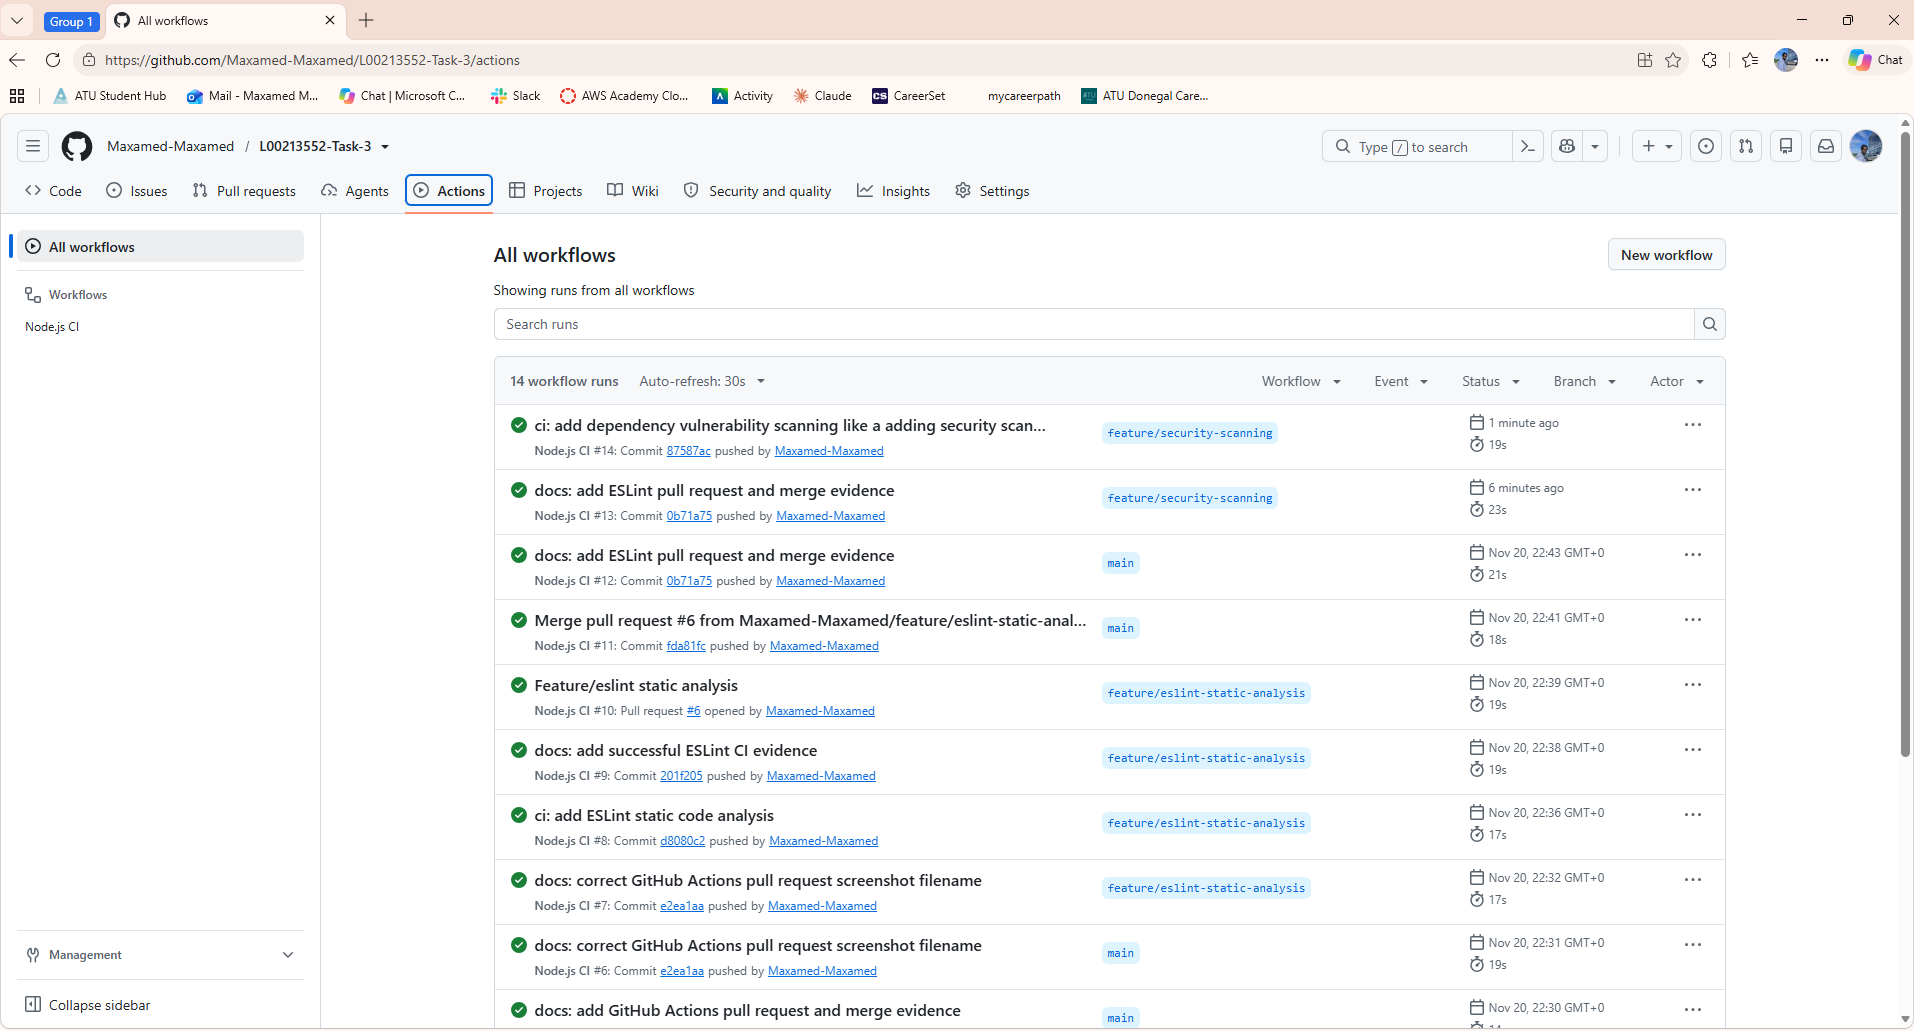 Group 1
All workflows
https://github.com/Maxamed-Maxamed/L00213552-Task-3/actions
Chat
ATU Student Hub
Mail - Maxamed M...
Chat | Microsoft C...
Slack
AWS Academy Clo...
Activity
Claude
CS
CareerSet
mycareerpath
ATU Donegal Care...
Maxamed-Maxamed / L00213552-Task-3
Type / to search
Code
Issues
Pull requests
Agents
Actions
Projects
Wiki
Security and quality
Insights
Settings
All workflows
Workflows
Node.js CI
Management
Collapse sidebar
All workflows
New workflow
Showing runs from all workflows
Search runs
14 workflow runs
Auto-refresh: 30s
Workflow
Event
Status
Branch
Actor
ci: add dependency vulnerability scanning like a adding security scan...
Node.js CI #14: Commit 87587ac pushed by Maxamed-Maxamed
feature/security-scanning
1 minute ago
19s
docs: add ESLint pull request and merge evidence
Node.js CI #13: Commit 0b71a75 pushed by Maxamed-Maxamed
feature/security-scanning
6 minutes ago
23s
docs: add ESLint pull request and merge evidence
Node.js CI #12: Commit 0b71a75 pushed by Maxamed-Maxamed
main
Nov 20, 22:43 GMT+0
21s
Merge pull request #6 from Maxamed-Maxamed/feature/eslint-static-anal...
Node.js CI #11: Commit fda81fc pushed by Maxamed-Maxamed
main
Nov 20, 22:41 GMT+0
18s
Feature/eslint static analysis
Node.js CI #10: Pull request #6 opened by Maxamed-Maxamed
feature/eslint-static-analysis
Nov 20, 22:39 GMT+0
19s
docs: add successful ESLint CI evidence
Node.js CI #9: Commit 201f205 pushed by Maxamed-Maxamed
feature/eslint-static-analysis
Nov 20, 22:38 GMT+0
19s
ci: add ESLint static code analysis
Node.js CI #8: Commit d8080c2 pushed by Maxamed-Maxamed
feature/eslint-static-analysis
Nov 20, 22:36 GMT+0
17s
docs: correct GitHub Actions pull request screenshot filename
Node.js CI #7: Commit e2ea1aa pushed by Maxamed-Maxamed
feature/eslint-static-analysis
Nov 20, 22:32 GMT+0
17s
docs: correct GitHub Actions pull request screenshot filename
Node.js CI #6: Commit e2ea1aa pushed by Maxamed-Maxamed
main
Nov 20, 22:31 GMT+0
19s
docs: add GitHub Actions pull request and merge evidence
main
Nov 20, 22:30 GMT+0